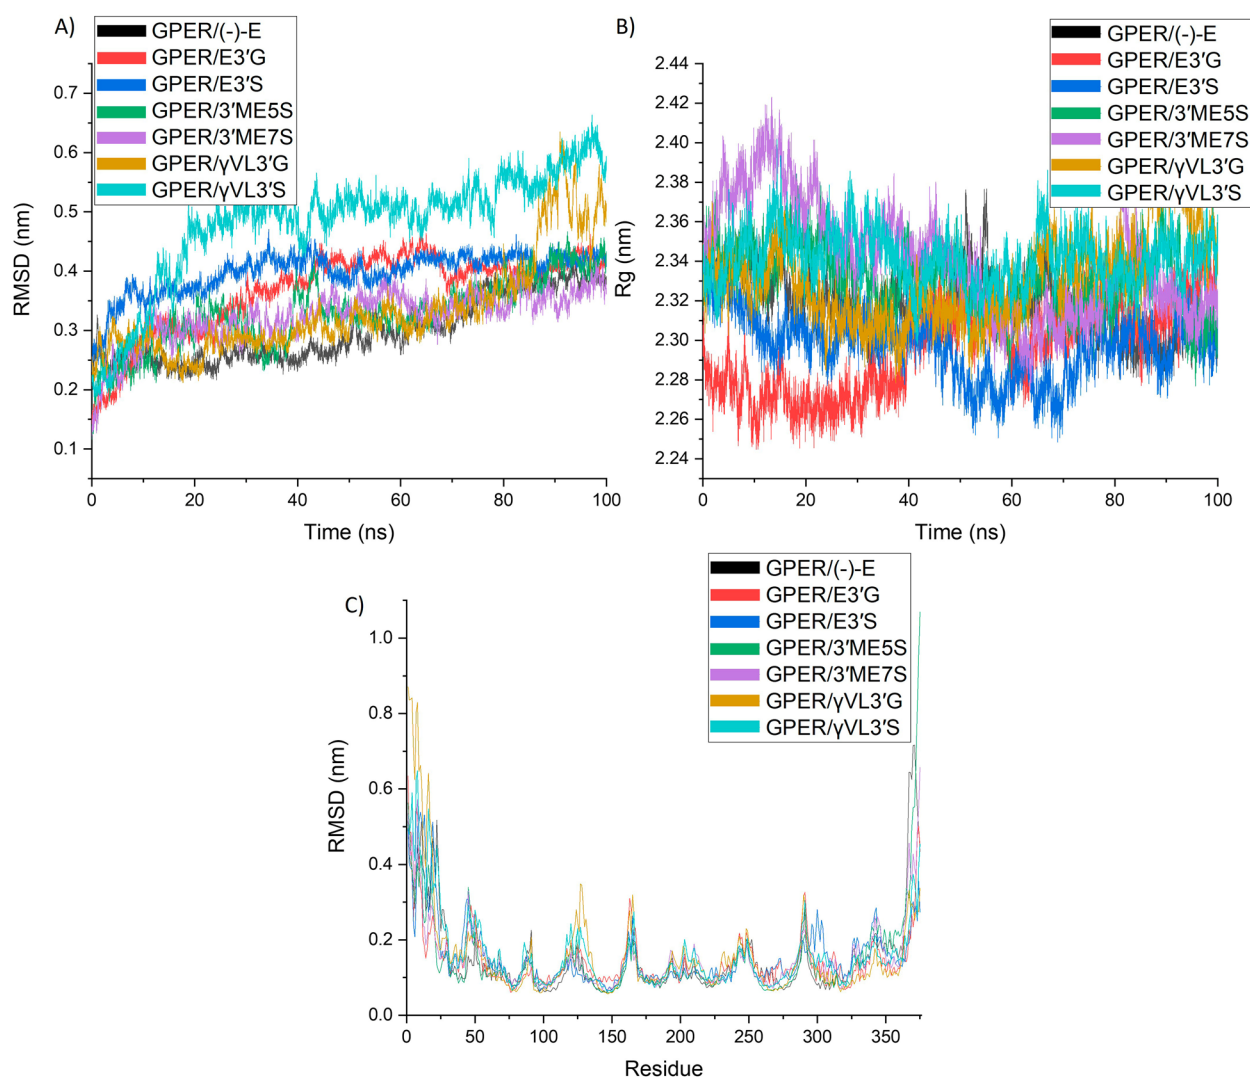 A)
GPER/(-)-E
GPER/E3′G
GPER/E3′S
GPER/3′ME5S
GPER/3′ME7S
GPER/γVL3′G
GPER/γVL3′S
RMSD (nm)
0.7
0.6
0.5
0.4
0.3
0.2
0.1
0
20
40
60
80
100
Time (ns)
B)
GPER/(-)-E
GPER/E3′G
GPER/E3′S
GPER/3′ME5S
GPER/3′ME7S
GPER/γVL3′G
GPER/γVL3′S
Rg (nm)
2.44
2.42
2.40
2.38
2.36
2.34
2.32
2.30
2.28
2.26
2.24
0
20
40
60
80
100
Time (ns)
C)
GPER/(-)-E
GPER/E3′G
GPER/E3′S
GPER/3′ME5S
GPER/3′ME7S
GPER/γVL3′G
GPER/γVL3′S
RMSD (nm)
1.0
0.8
0.6
0.4
0.2
0.0
0
50
100
150
200
250
300
350
Residue